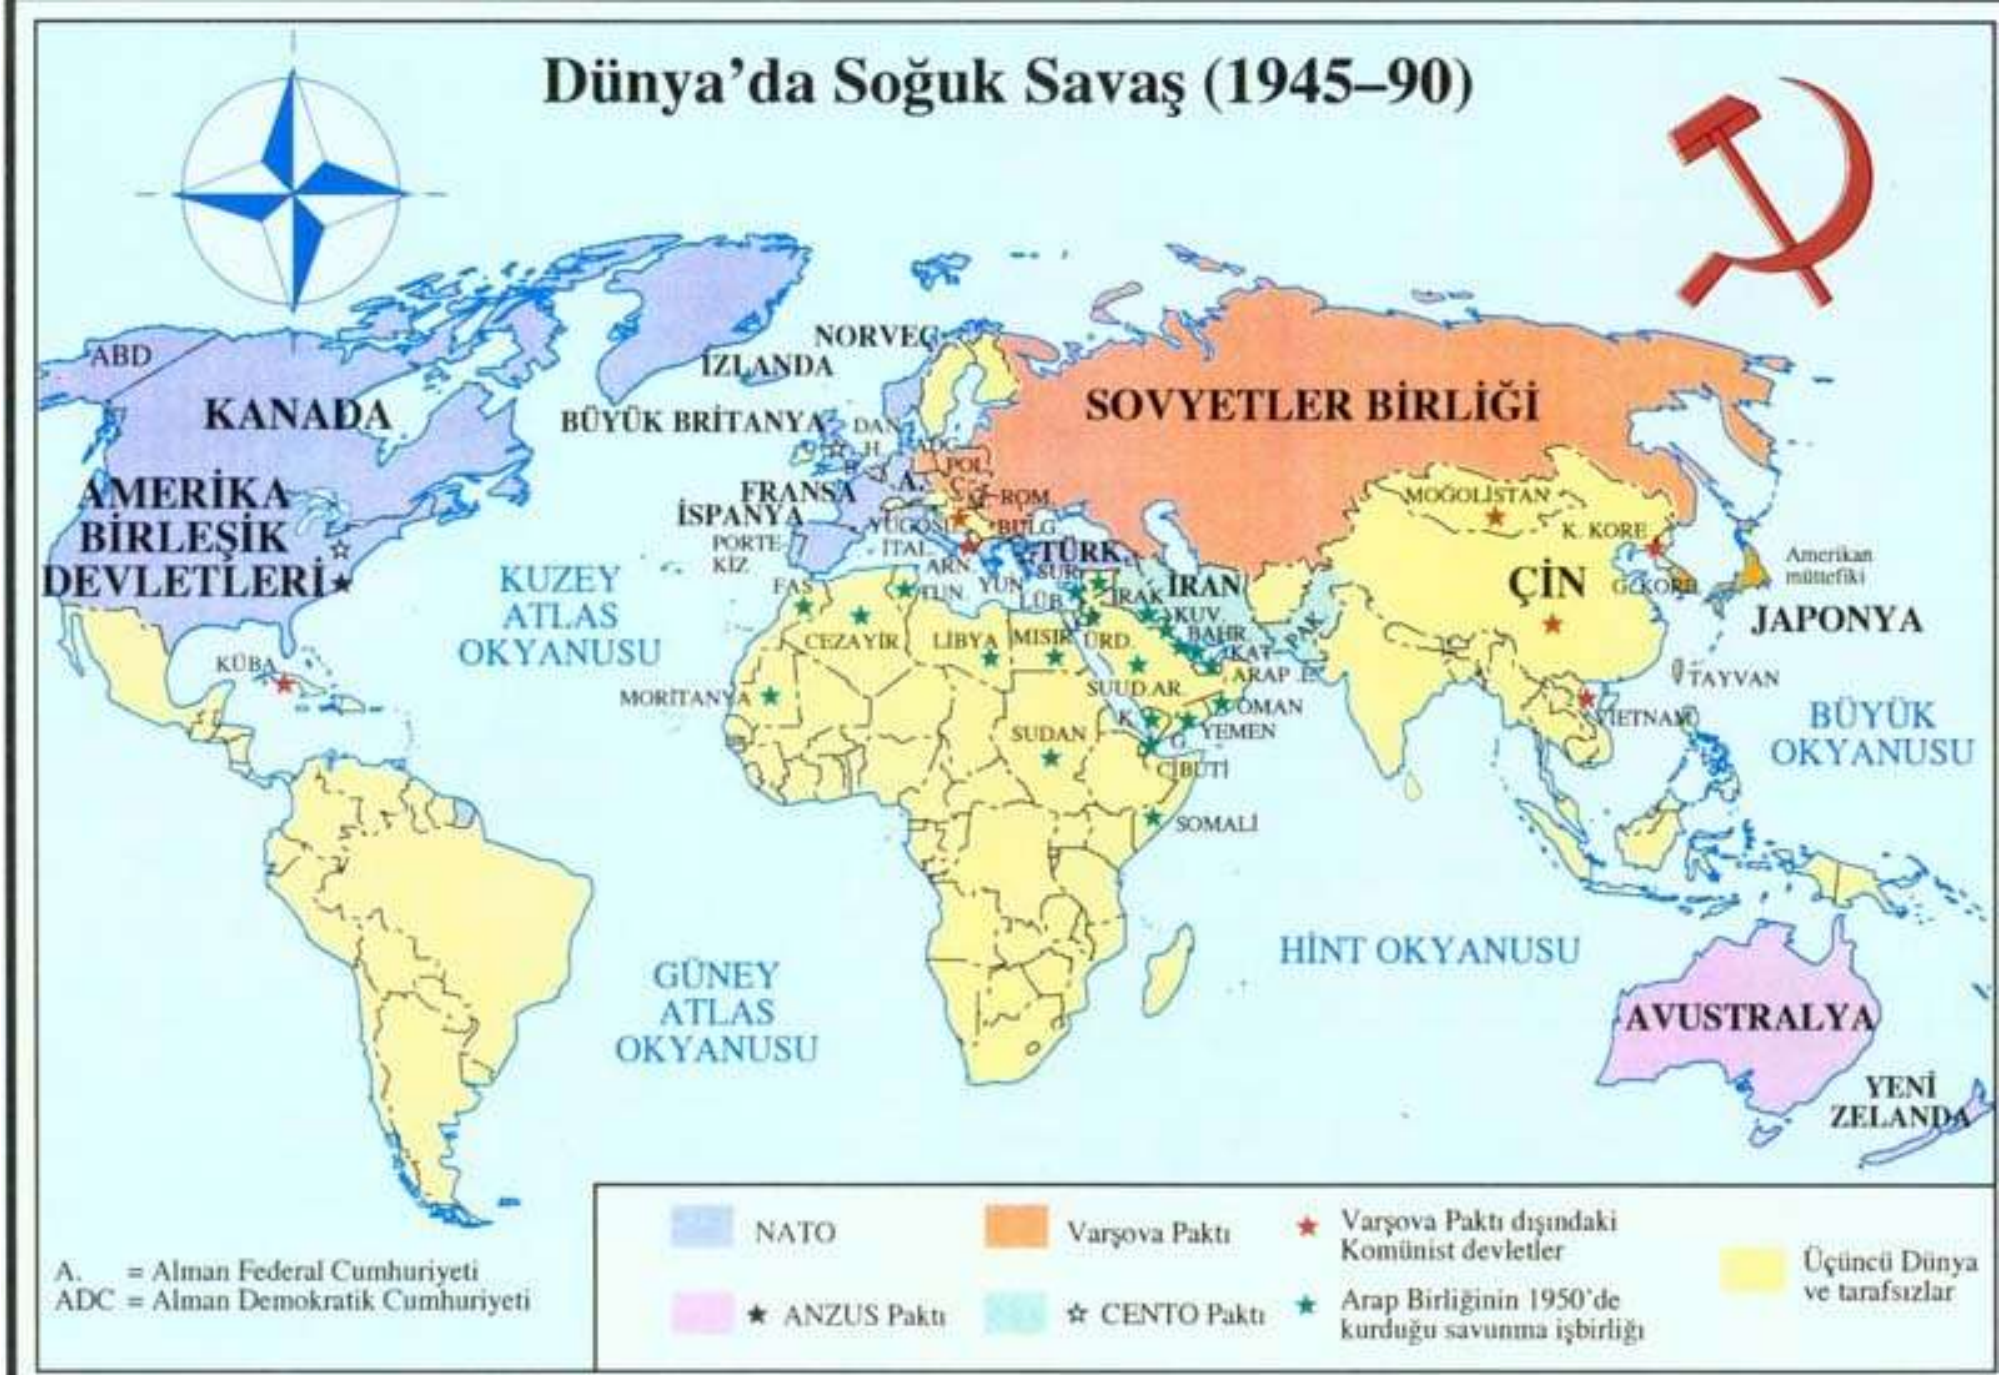 Dünya'da Soğuk Savaş (1945–90)
ABD
KANADA
AMERİKA
BİRLEŞİK
DEVLETLERİ
KÜBA
NORVEÇ
İZLANDA
BÜYÜK BRİTANYA
DAN
H.
ADC
POL.
A.
Ç.
FRANSA
ROM.
İSPANYA
YUGOSL.
BULG
PORTE
KİZ
İTAL.
ARN.
YUN
TÜRK.
SUR.
LÜB.
IRAK
İRAN
KUV.
BAHR.
KAT
ARAP E.
PAK
ÜRD.
SUUD AR.
OMAN
YEMEN
K.
G.
CİBUTİ
SOMALİ
FAS
TUN.
CEZAYİR
LİBYA
MISIR
MORİTANYA
SUDAN
SOVYETLER BİRLİĞİ
MOĞOLİSTAN
K. KORE
G. KORE
ÇİN
Amerikan
müttefiki
JAPONYA
TAYVAN
VİETNAM
KUZEY
ATLAS
OKYANUSU
BÜYÜK
OKYANUSU
GÜNEY
ATLAS
OKYANUSU
HİNT OKYANUSU
AVUSTRALYA
YENİ
ZELANDA
A. = Alman Federal Cumhuriyeti
ADC = Alman Demokratik Cumhuriyeti
NATO
Varşova Paktı
Varşova Paktı dışındaki
Komünist devletler
Üçüncü Dünya
ve tarafsızlar
ANZUS Paktı
CENTO Paktı
Arap Birliğinin 1950'de
kurduğu savunma işbirliğı